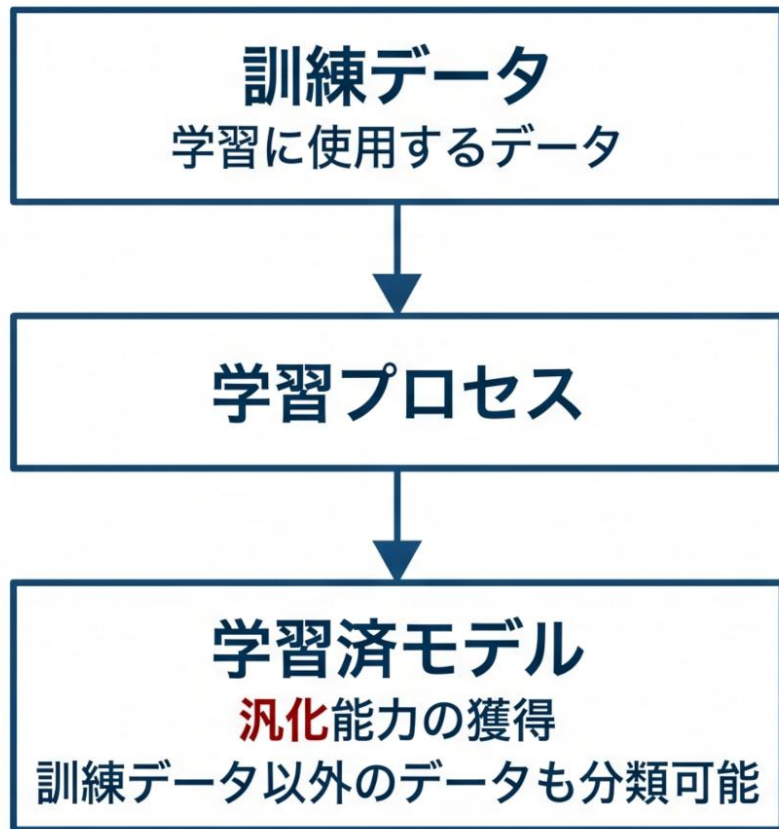 訓練データ
学習に使用するデータ
学習プロセス
学習済モデル
汎化能力の獲得
訓練データ以外のデータも分類可能